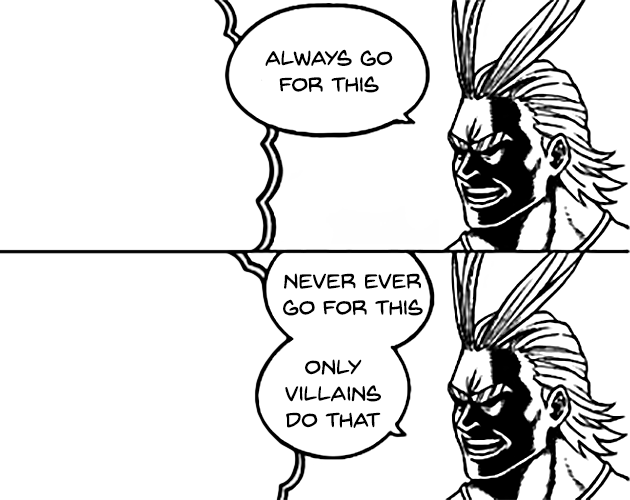 ALWAYS GO
FOR THIS
NEVER EVER
GO FOR THIS
ONLY
VILLAINS
DO THAT